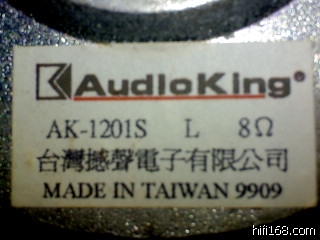 AudioKing®
AK-1201S L 8Ω
台灣撼聲電子有限公司
MADE IN TAIWAN 9909
hifi168.com